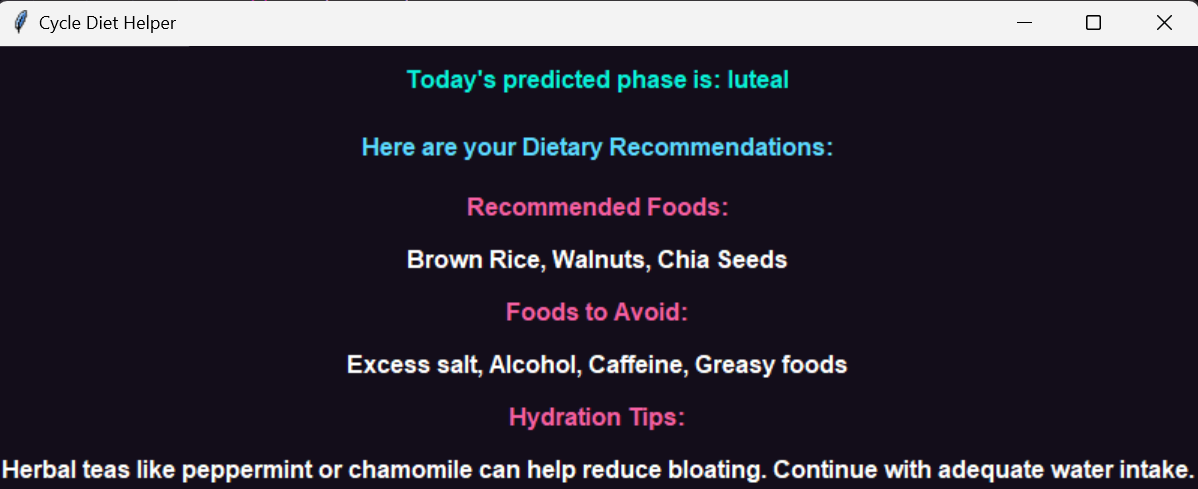 Cycle Diet Helper
Today's predicted phase is: luteal
Here are your Dietary Recommendations:
Recommended Foods:
Brown Rice, Walnuts, Chia Seeds
Foods to Avoid:
Excess salt, Alcohol, Caffeine, Greasy foods
Hydration Tips:
Herbal teas like peppermint or chamomile can help reduce bloating. Continue with adequate water intake.